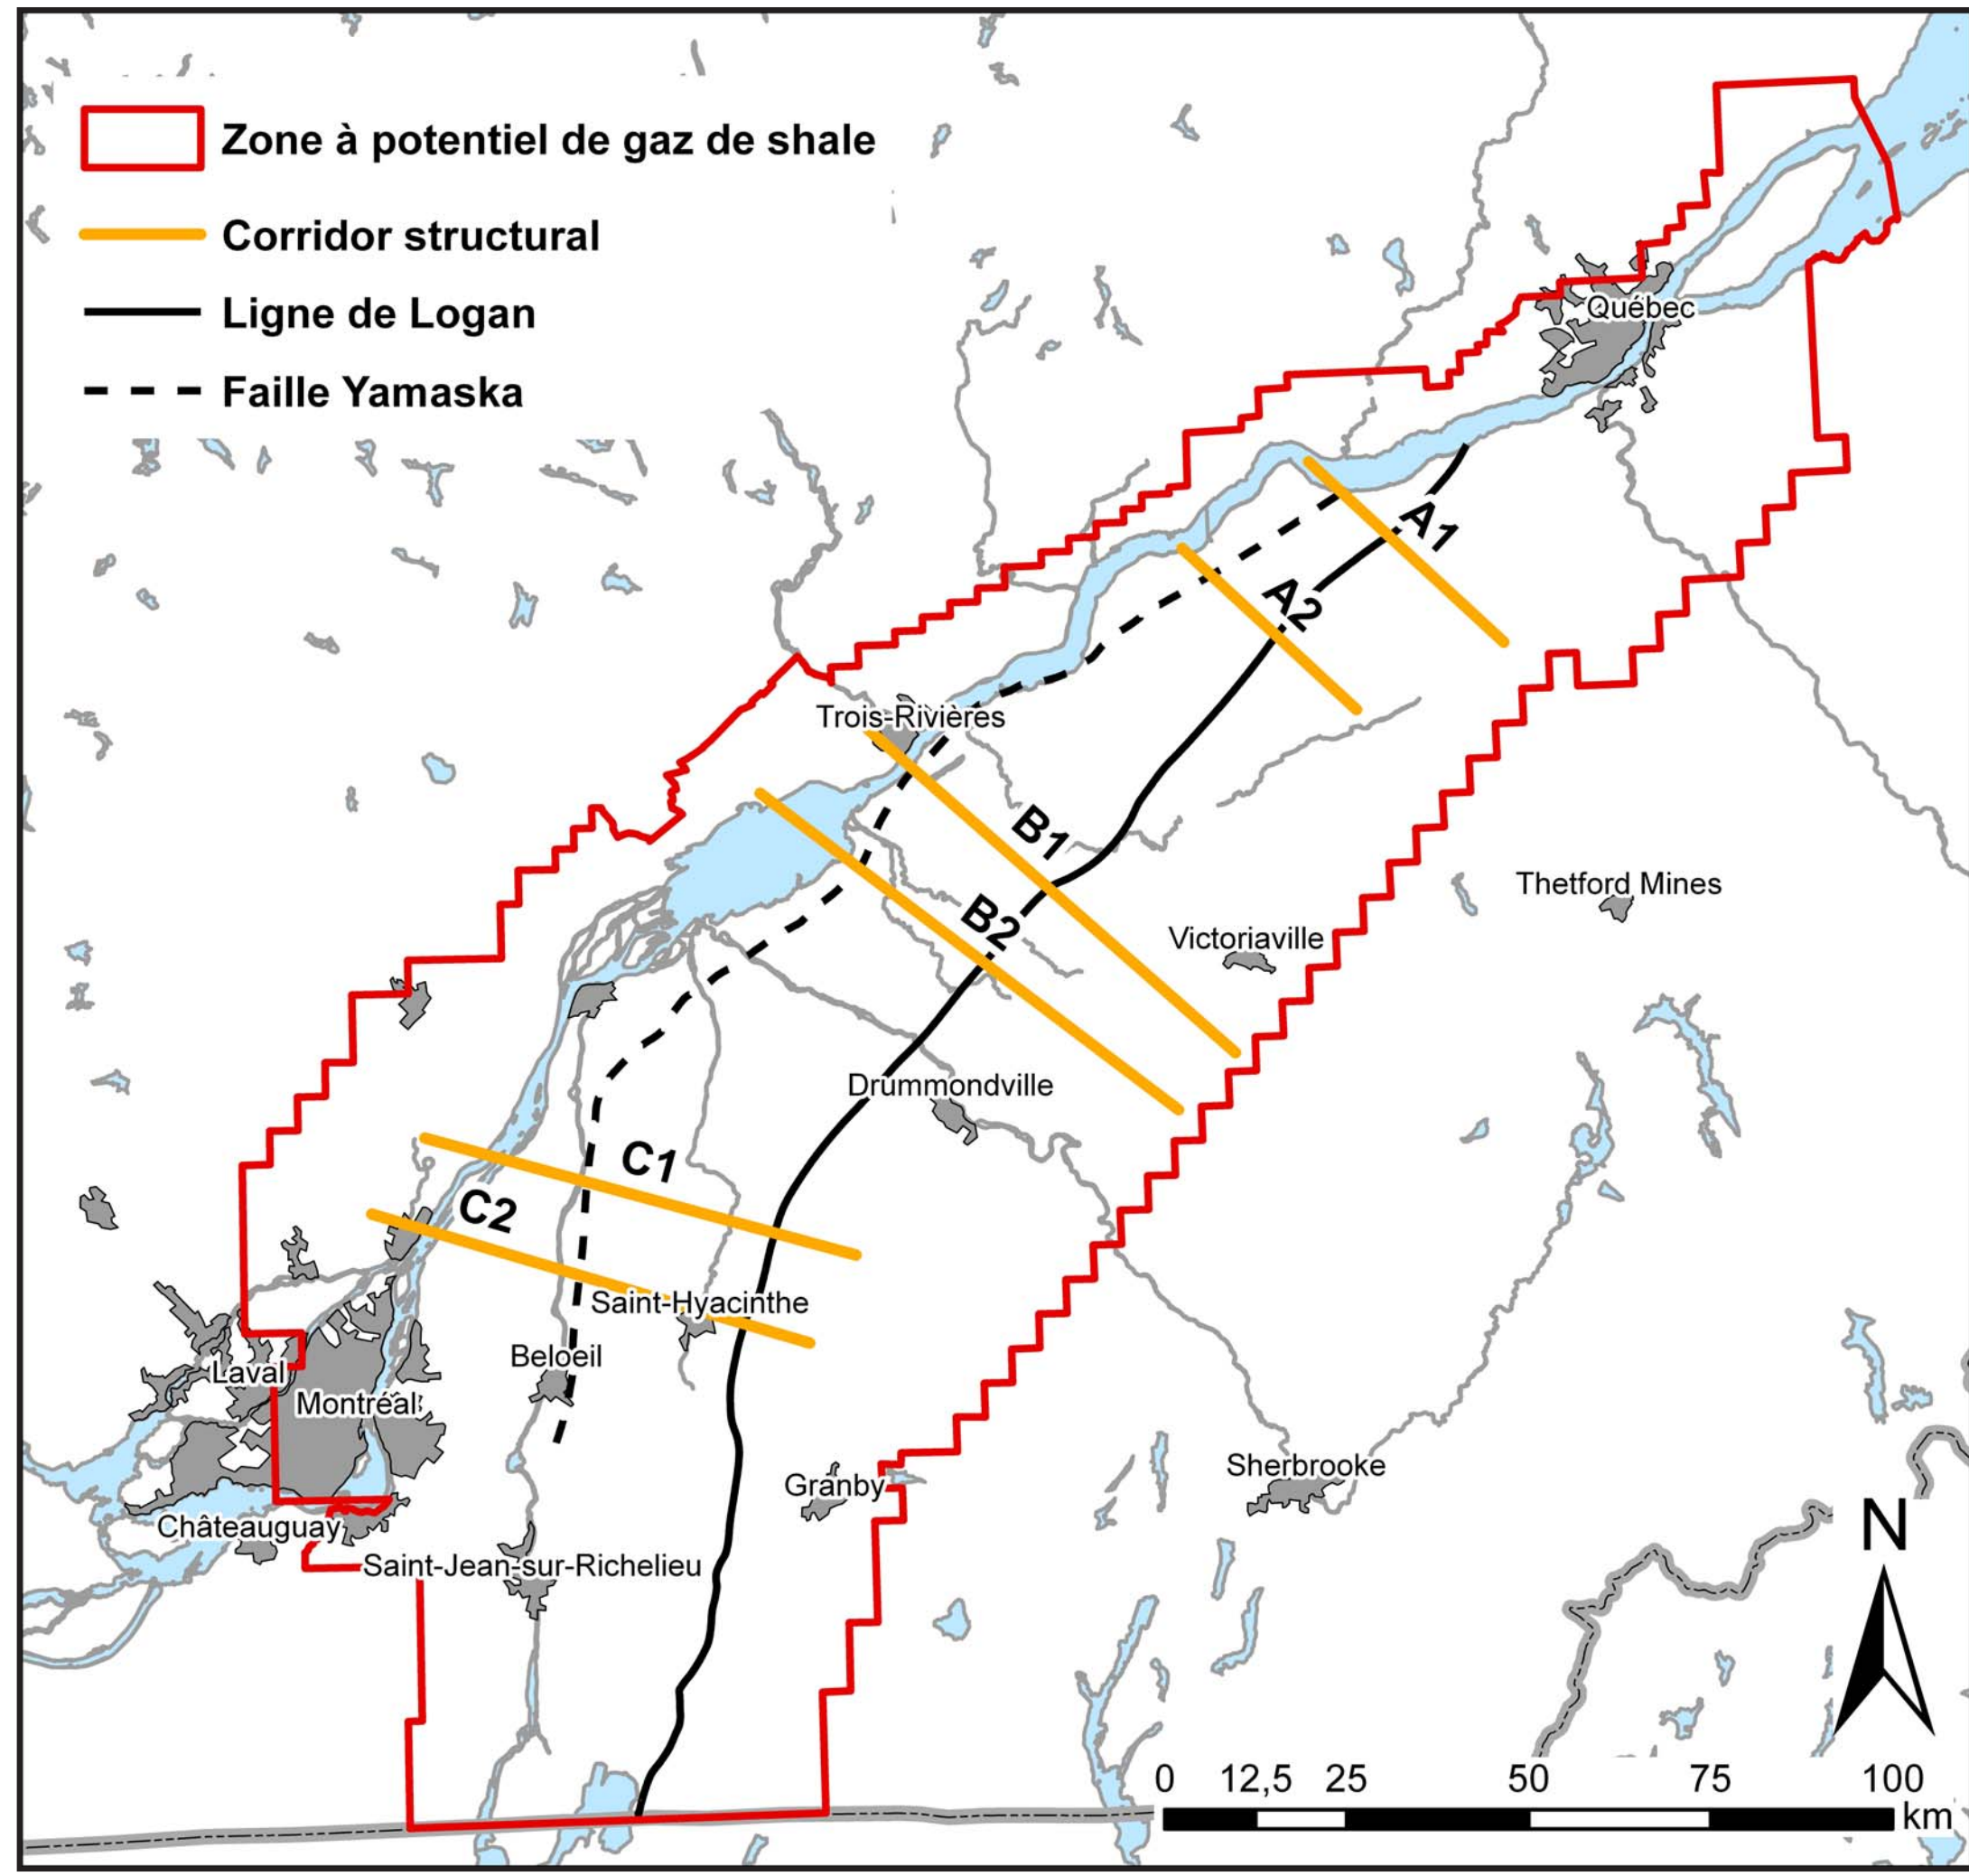 Zone à potentiel de gaz de shale
Corridor structural
Ligne de Logan
Faille Yamaska
Québec
A1
A2
Trois-Rivières
B1
B2
Thetford Mines
Victoriaville
Drummondville
C1
C2
Saint-Hyacinthe
Beloeil
Laval
Montréal
Granby
Sherbrooke
Châteauguay
Saint-Jean-sur-Richelieu
N
0 12,5 25 50 75 100
km